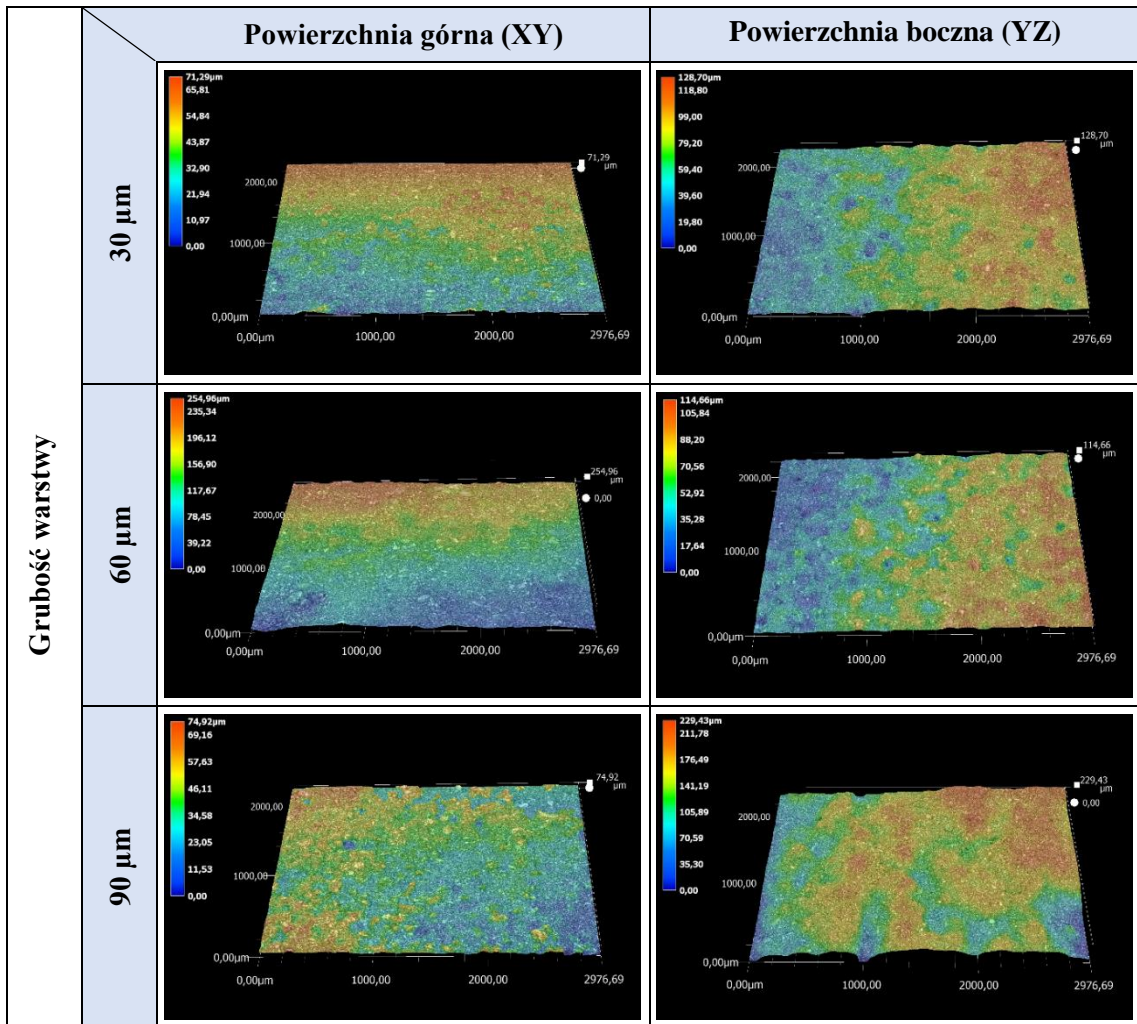 Powierzchnia górna (XY)
Powierzchnia boczna (YZ)
Grubość warstwy
30 µm
71,29µm
65,81
54,84
43,87
32,90
21,94
10,97
0,00
71,29
µm
2000,00
1000,00
0,00µm
0,00µm
1000,00
2000,00
2976,69
128,70µm
118,80
99,00
79,20
59,40
39,60
19,80
0,00
128,70
µm
2000,00
1000,00
0,00µm
0,00µm
1000,00
2000,00
2976,69
60 µm
254,96µm
235,34
196,12
156,90
117,67
78,45
39,22
0,00
254,96
µm
0,00
2000,00
1000,00
0,00µm
0,00µm
1000,00
2000,00
2976,69
114,66µm
105,84
88,20
70,56
52,92
35,28
17,64
0,00
114,66
µm
2000,00
1000,00
0,00µm
0,00µm
1000,00
2000,00
2976,69
90 µm
74,92µm
69,16
57,63
46,11
34,58
23,05
11,53
0,00
74,92
µm
2000,00
1000,00
0,00µm
0,00µm
1000,00
2000,00
2976,69
229,43µm
211,78
176,49
141,19
105,89
70,59
35,30
0,00
229,43
µm
0,00
2000,00
1000,00
0,00µm
0,00µm
1000,00
2000,00
2976,69